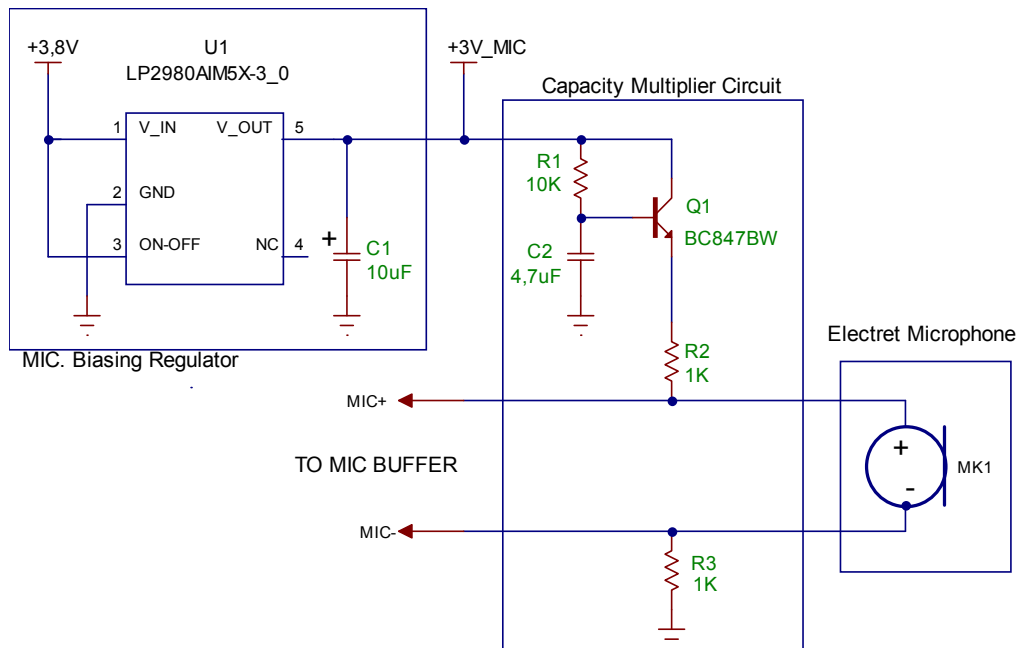 +3,8V
U1
LP2980AIM5X-3_0
+3V_MIC
Capacity Multiplier Circuit
1
V_IN
V_OUT
5
2
GND
3
ON-OFF
NC
4
+
C1
10uF
R1
10K
Q1
BC847BW
C2
4,7uF
MIC. Biasing Regulator
R2
1K
Electret Microphone
MIC+
TO MIC BUFFER
+
-
MK1
MIC-
R3
1K